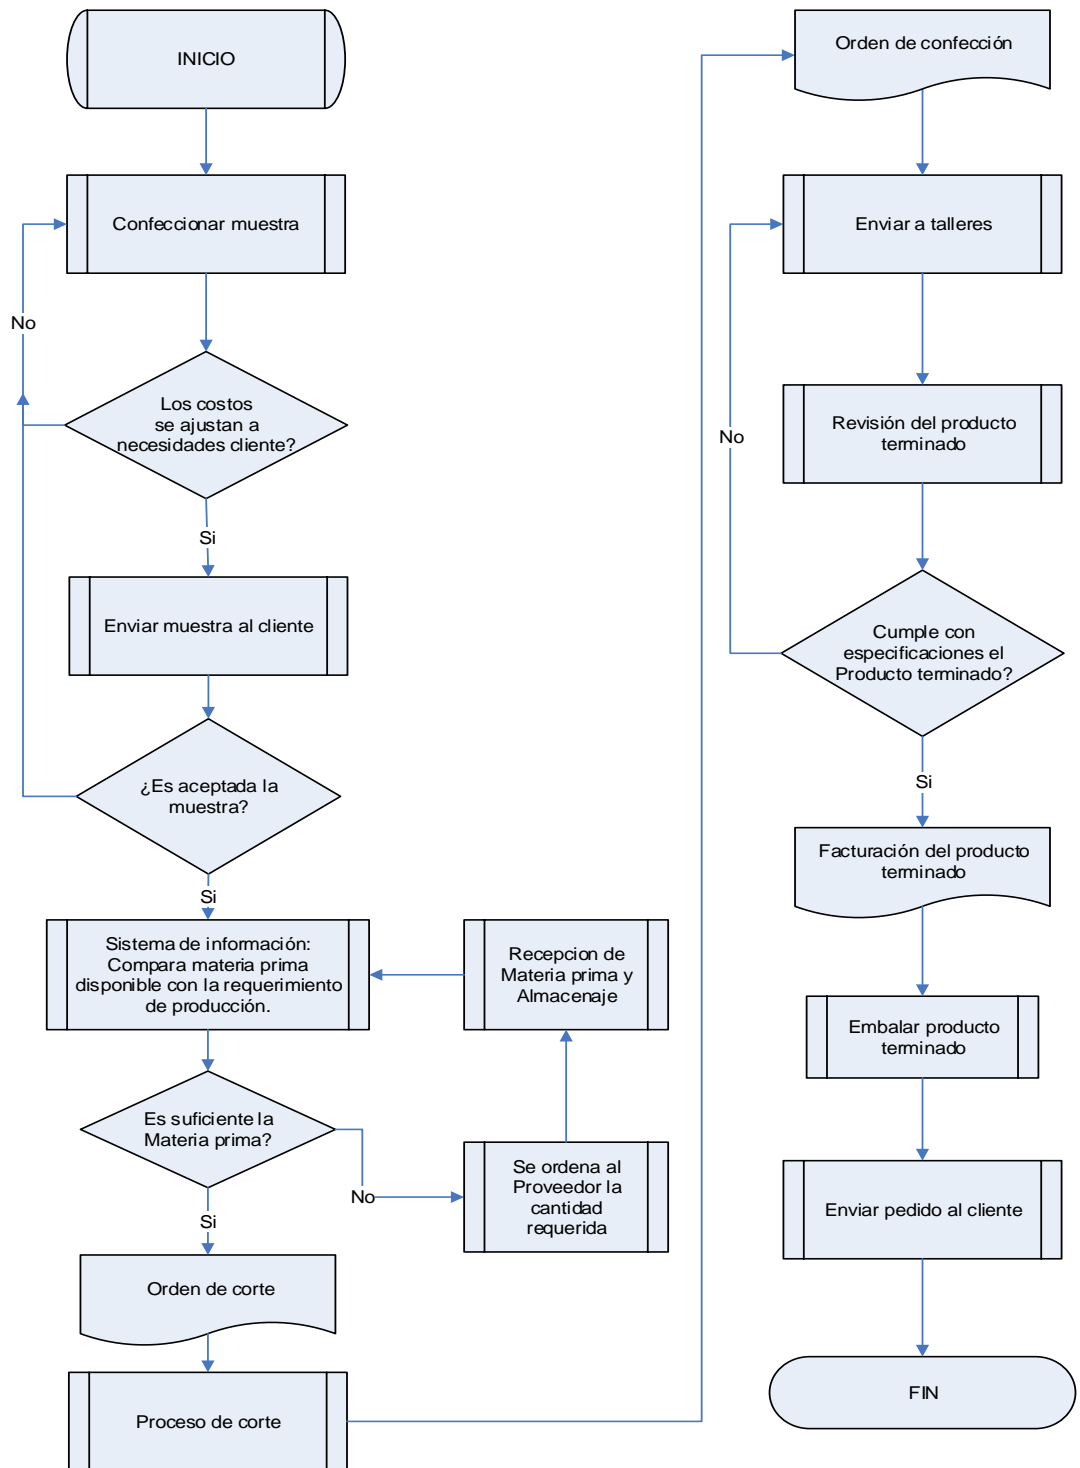 INICIO
Confeccionar muestra
No
Los costos
se ajustan a
necesidades cliente?
Si
Enviar muestra al cliente
¿Es aceptada la
muestra?
Si
Sistema de información:
Compara materia prima
disponible con la requerimiento
de producción.
Recepcion de
Materia prima y
Almacenaje
Es suficiente la
Materia prima?
No
Se ordena al
Proveedor la
cantidad
requerida
Si
Orden de corte
Proceso de corte
Orden de confección
Enviar a talleres
No
Revisión del producto
terminado
Cumple con
especificaciones el
Producto terminado?
Si
Facturación del producto
terminado
Embalar producto
terminado
Enviar pedido al cliente
FIN